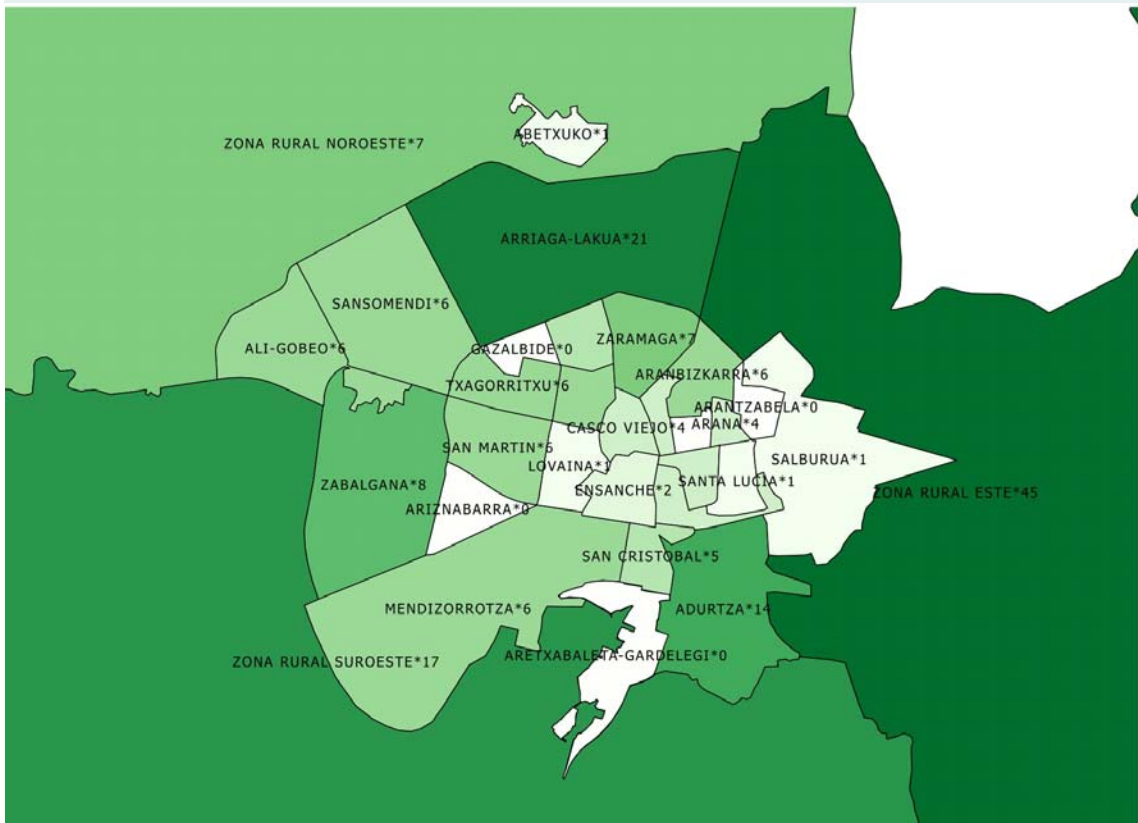 ABETXUKO*1
ZONA RURAL NOROESTE*7
ARRIAGA-LAKUA*21
SANSOMENDI*6
ZARAMAGA*7
GAZALBIDE*0
ALI-GOBEO*6
ARANBIZKARRA*6
TXAGORRITXU*6
ARANTZABELA*0
CASCO VIEJO*4
ARANA*4
SAN MARTIN*6
SALBURUA*1
LOVAINA*1
SANTA LUCIA*1
ZABALGANA*8
ENSANCHE*2
ZONA RURAL ESTE*45
ARIZNABARRA*0
SAN CRISTOBAL*5
MENDIZORROTZA*6
ADURTZA*14
ARETXABALETA-GARDELEGI*0
ZONA RURAL SUROESTE*17